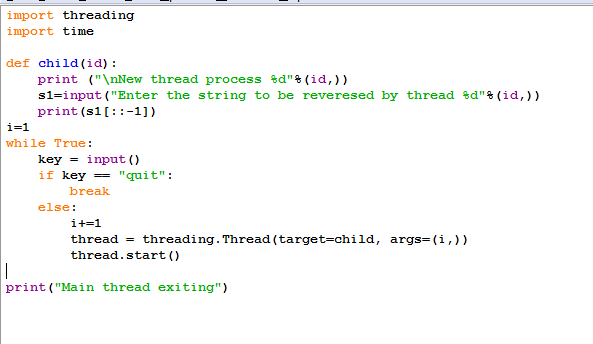 import threading
import time
def child(id):
    print ("\nNew thread process %d"%(id,))
    s1=input("Enter the string to be reveresed by thread %d"%(id,))
    print(s1[::-1])
i=1
while True:
    key = input()
    if key == "quit":
        break
    else:
        i+=1
        thread = threading.Thread(target=child, args=(i,))
        thread.start()
print("Main thread exiting")